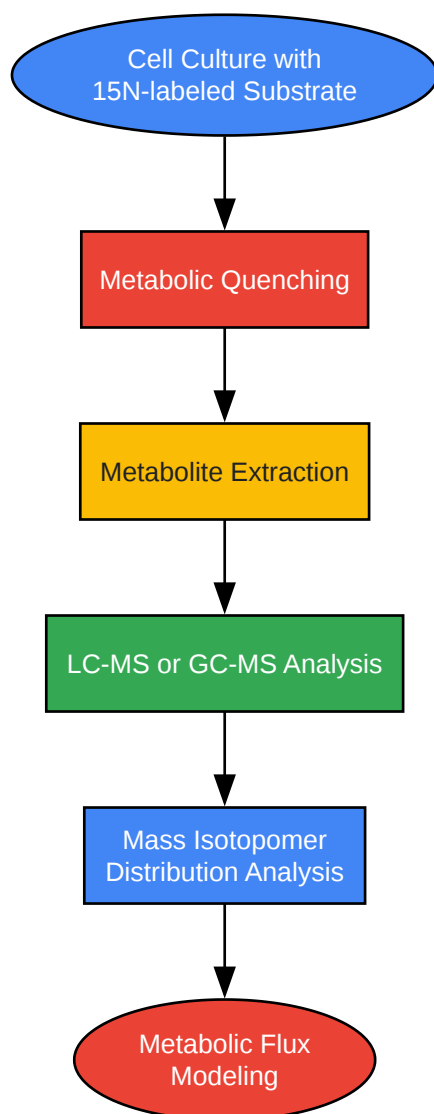 Cell Culture with
15N-labeled Substrate
Metabolic Quenching
Metabolite Extraction
LC-MS or GC-MS Analysis
Mass Isotopomer
Distribution Analysis
Metabolic Flux
Modeling